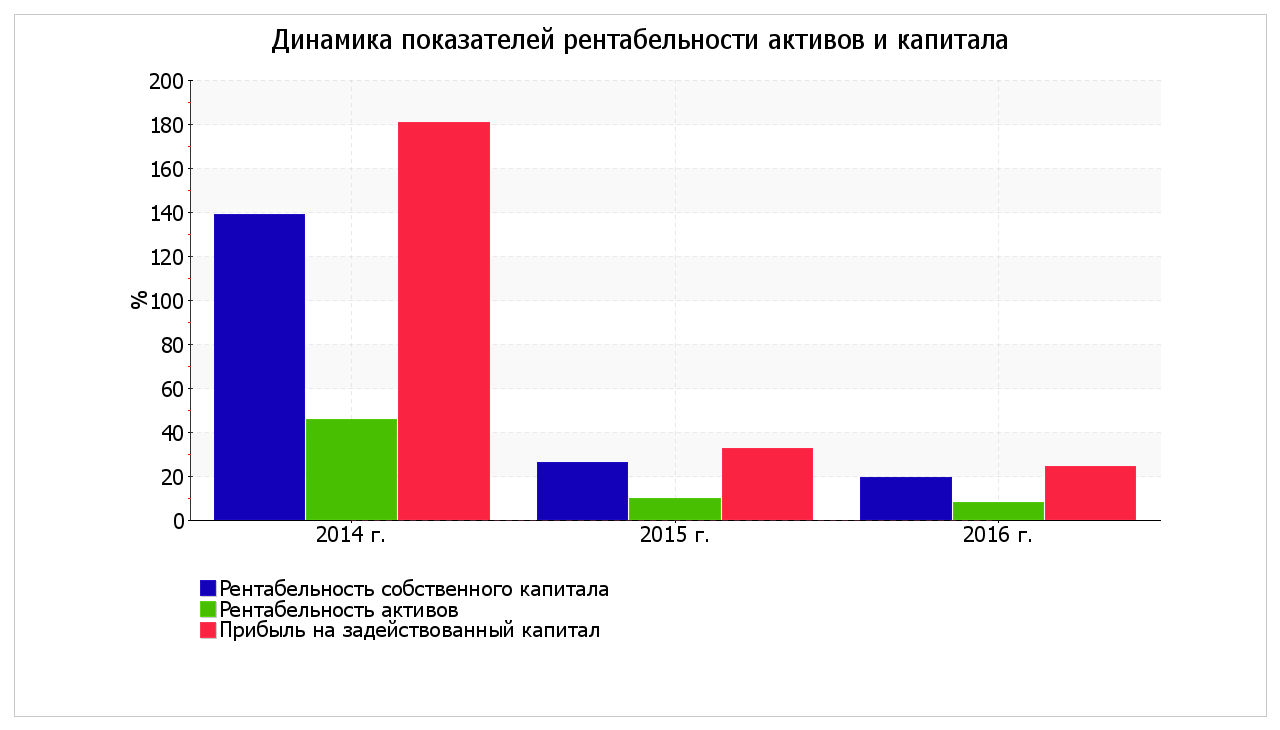 Динамика показателей рентабельности активов и капитала
200
180
160
140
120
100
80
60
40
20
0
%
2014 г. 2015 г. 2016 г.
Рентабельность собственного капитала
Рентабельность активов
Прибыль на задействованный капитал